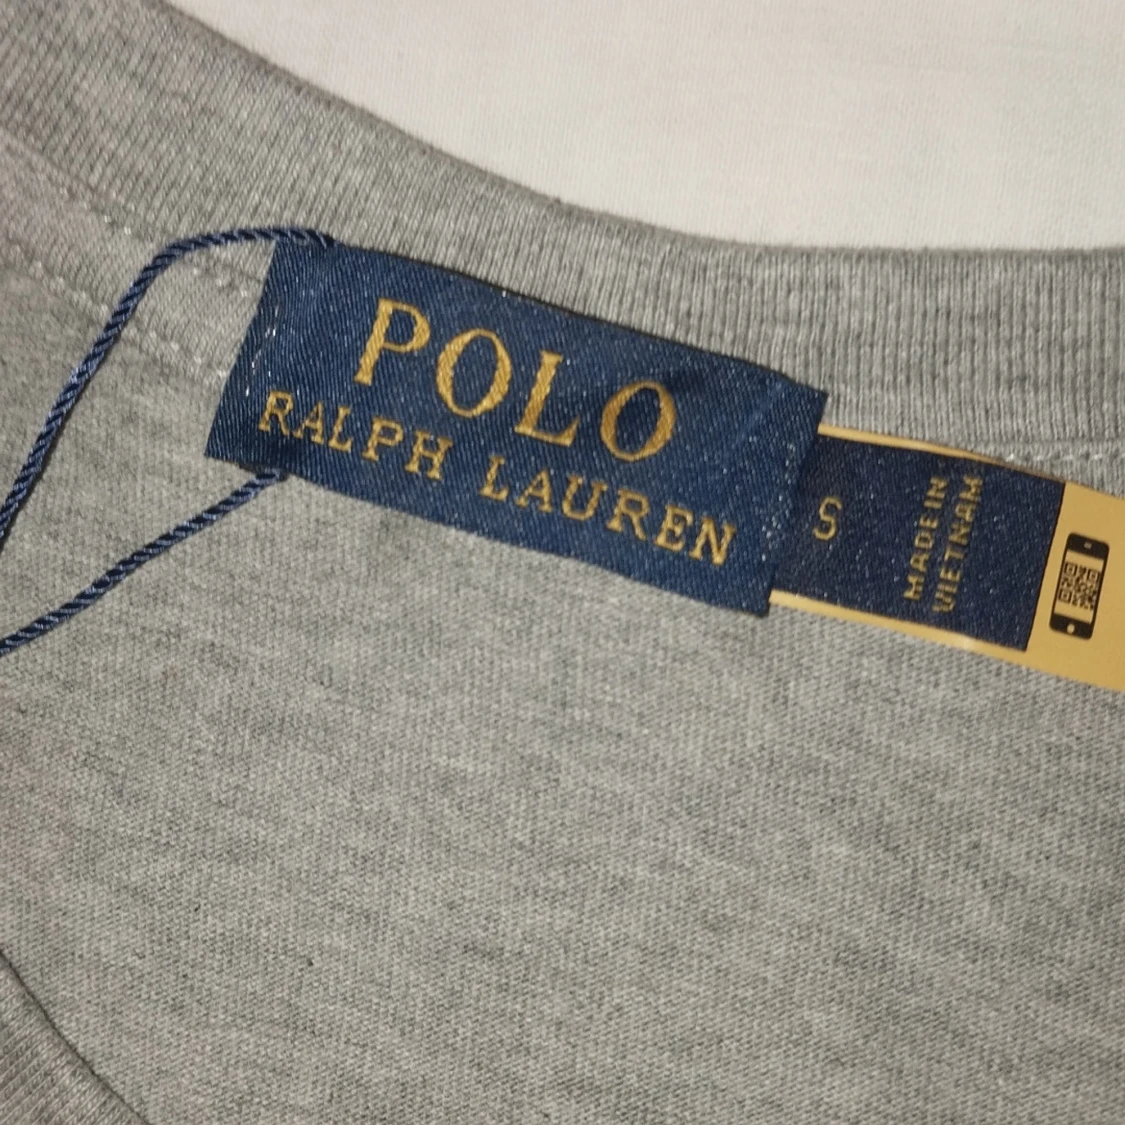 POLO
RALPH LAUREN
S
MADE IN
VIETNAM